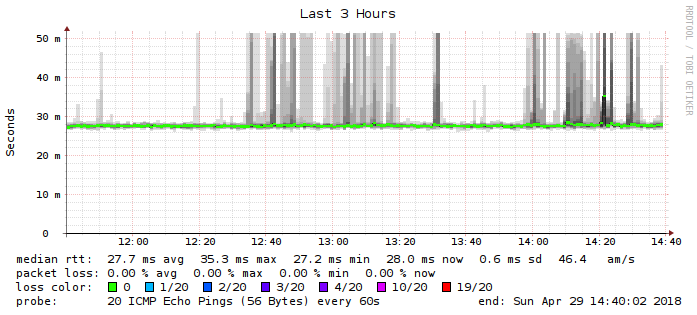 Last 3 Hours
RRDTOOL / TOBI OETIKER
Seconds
50 m
40 m
30 m
20 m
10 m
0
12:00 12:20 12:40 13:00 13:20 13:40 14:00 14:20 14:40
median rtt: 27.7 ms avg 35.3 ms max 27.2 ms min 28.0 ms now 0.6 ms sd 46.4 am/s
packet loss: 0.00 % avg 0.00 % max 0.00 % min 0.00 % now
loss color: 0 1/20 2/20 3/20 4/20 10/20 19/20
probe: 20 ICMP Echo Pings (56 Bytes) every 60s end: Sun Apr 29 14:40:02 2018